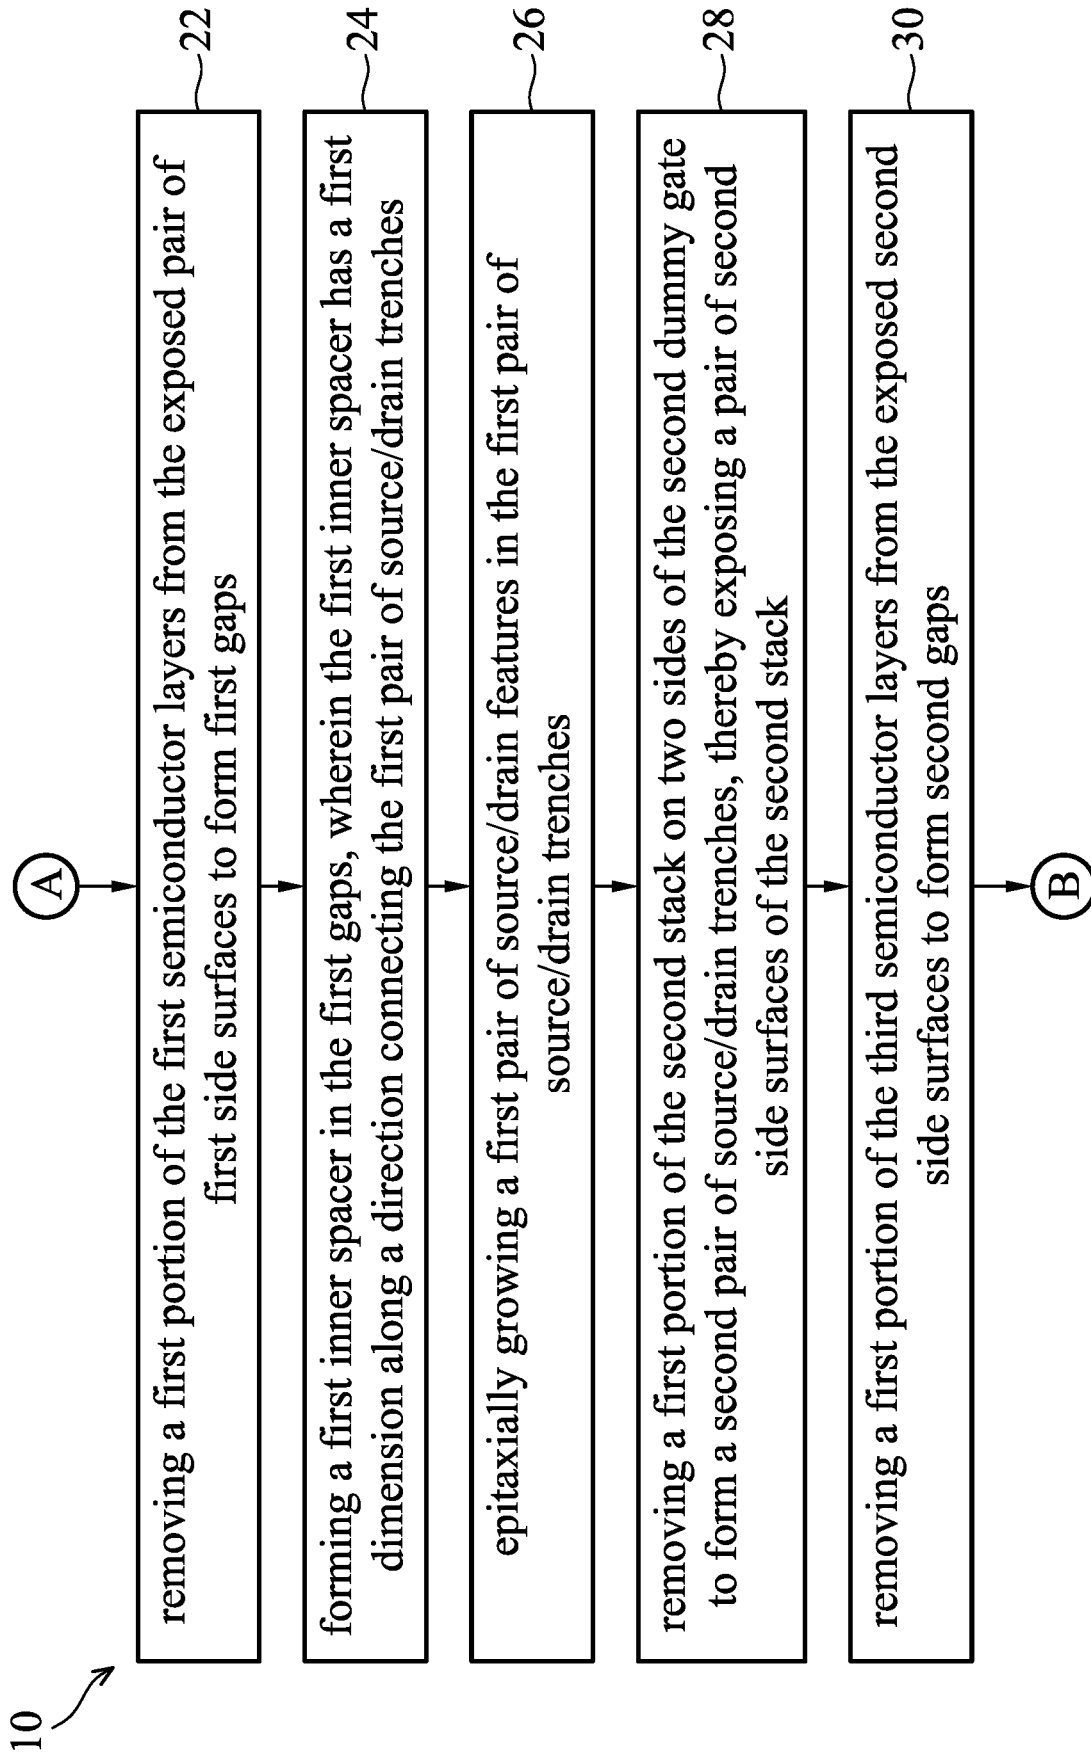 10
A
removing a first portion of the first semiconductor layers from the exposed pair of
first side surfaces to form first gaps
22
forming a first inner spacer in the first gaps, wherein the first inner spacer has a first
dimension along a direction connecting the first pair of source/drain trenches
24
epitaxially growing a first pair of source/drain features in the first pair of
source/drain trenches
26
removing a first portion of the second stack on two sides of the second dummy gate
to form a second pair of source/drain trenches, thereby exposing a pair of second
side surfaces of the second stack
28
removing a first portion of the third semiconductor layers from the exposed second
side surfaces to form second gaps
30
B